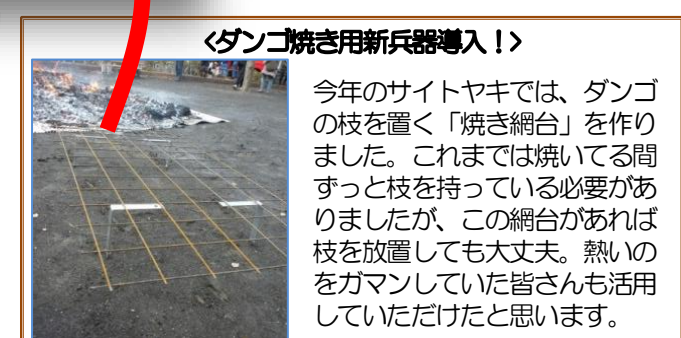 <ダンゴ焼き用新兵器導入！>
今年のサイトヤキでは、ダンゴ
の枝を置く「焼き網台」を作り
ました。これまでは焼いてる間
ずっと枝を持っている必要があ
りましたが、この網台があれば
枝を放置しても大丈夫。熱いの
をガマンしていた皆さんも活用
していただけたと思います。